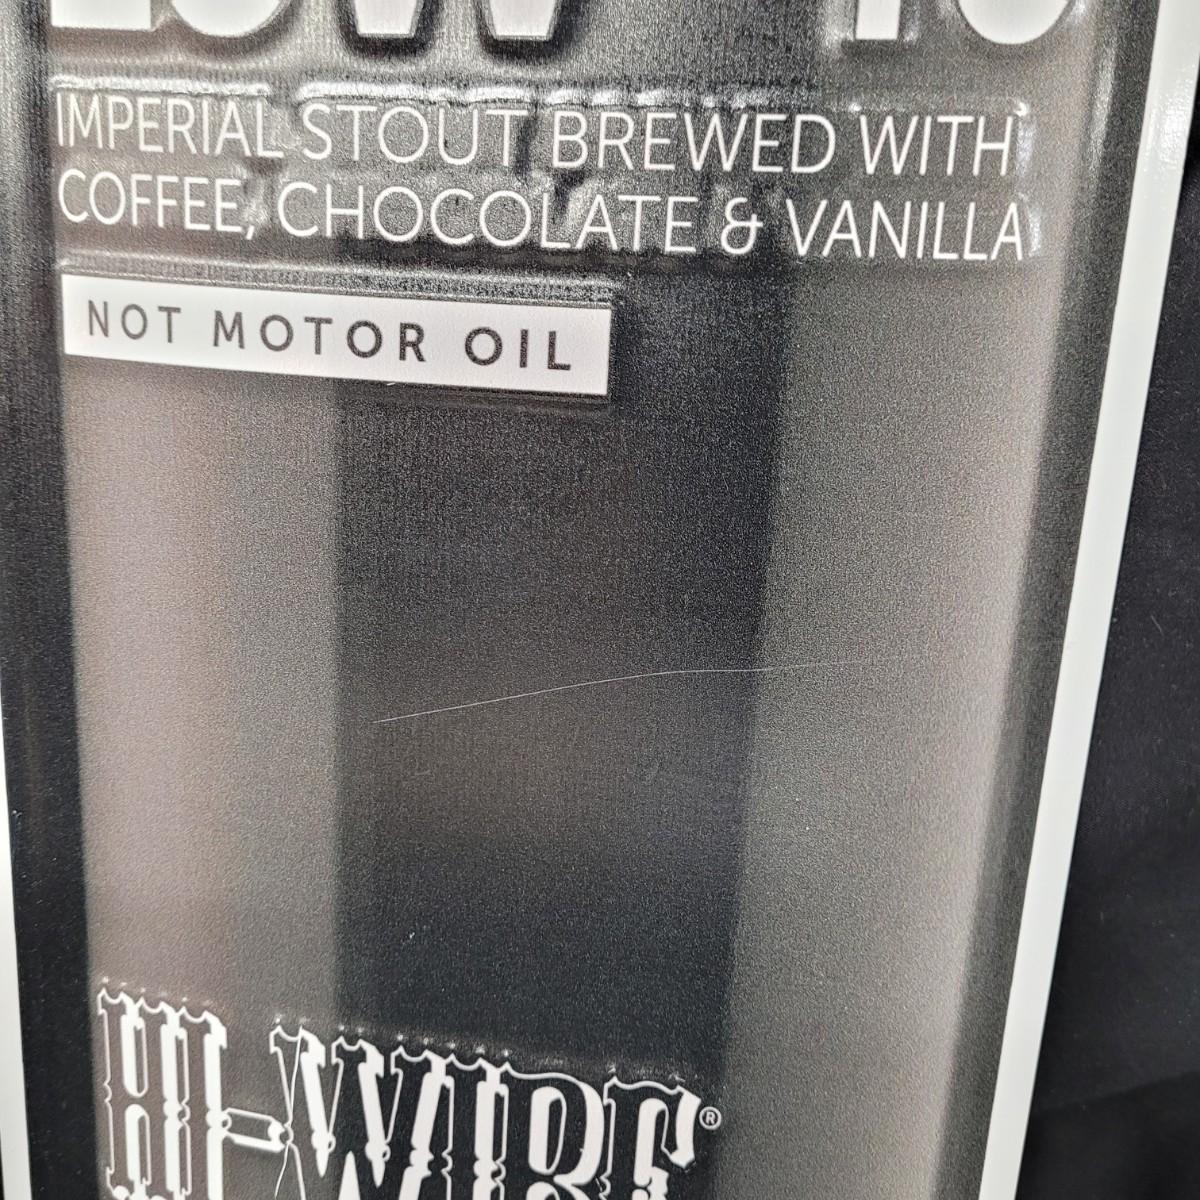 IMPERIAL STOUT BREWED WITH
COFFEE, CHOCOLATE & VANILLA
NOT MOTOR OIL
HI-WIRE®